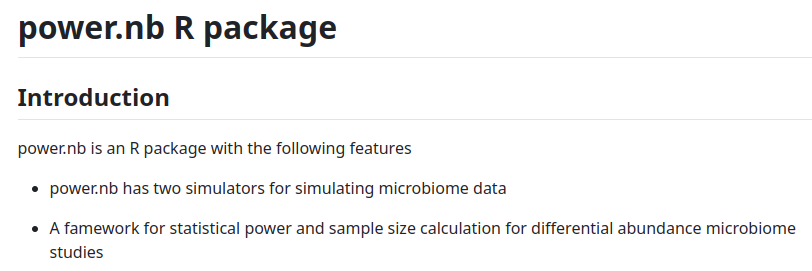 power.nb R package
Introduction
power.nb is an R package with the following features
power.nb has two simulators for simulating microbiome data
A famework for statistical power and sample size calculation for differential abundance microbiome
studies